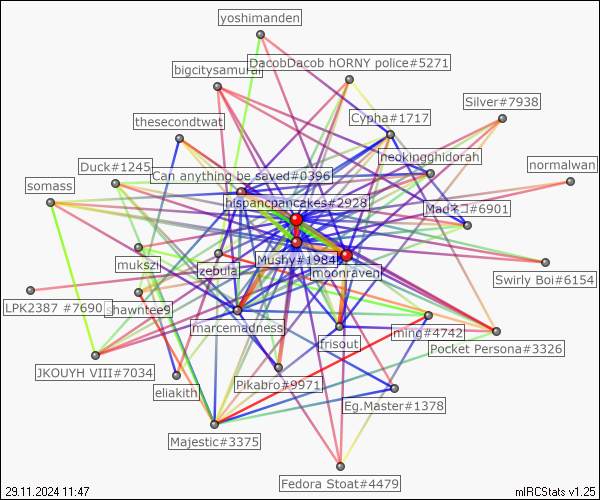 yoshimanden
DacobDacob hORNY police#5271
bigcitysamurai
Silver#7938
Cypha#1717
thesecondtwat
neokingghidorah
Duck#1245
normalwan
Can anything be saved#0396
somass
hispancpancakes#2928
Madネコ#6901
Mushy#1984
mukszi
zebula
moonraven
Swirly Boi#6154
LPK2387 #7690
shawntee9
marcemadness
ming#4742
frisout
Pocket Persona#3326
JKOUYH VIII#7034
Pikabro#9971
eliakith
Eg.Master#1378
Majestic#3375
Fedora Stoat#4479
29.11.2024 11:47
mIRCStats v1.25